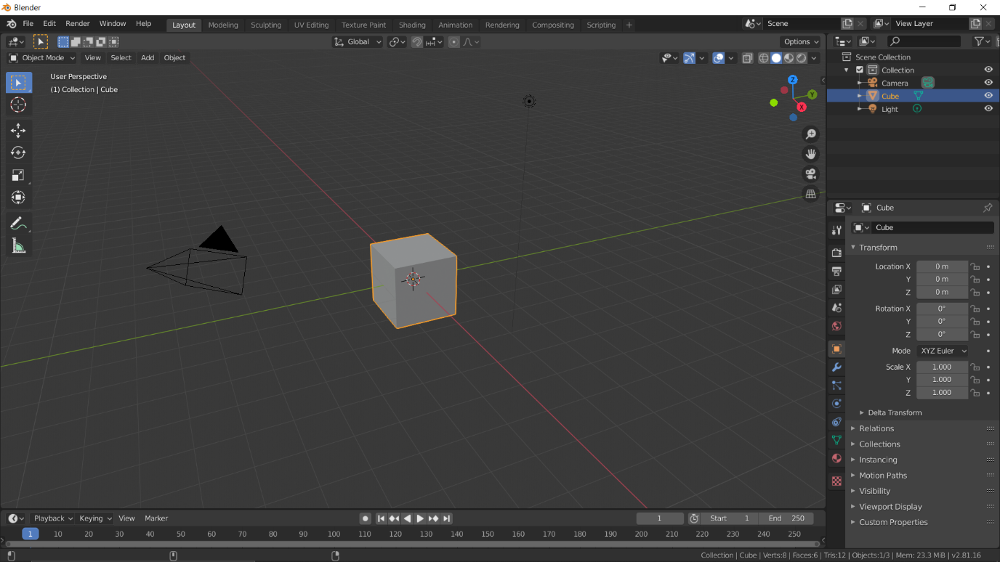 Blender
File Edit Render Window Help Layout Modeling Sculpting UV Editing Texture Paint Shading Animation Rendering Compositing Scripting + Scene View Layer
Global Options
Object Mode View Select Add Object
User Perspective
(1) Collection | Cube
Z
Y
X
Scene Collection
Collection
Camera
Cube
Light
Cube
Cube
Transform
Location X 0 m
Y 0 m
Z 0 m
Rotation X 0°
Y 0°
Z 0°
Mode XYZ Euler
Scale X 1.000
Y 1.000
Z 1.000
Delta Transform
Relations
Collections
Instancing
Motion Paths
Visibility
Viewport Display
Custom Properties
Playback Keying View Marker 1 Start 1 End 250
1 10 20 30 40 50 60 70 80 90 100 110 120 130 140 150 160 170 180 190 200 210 220 230 240 250
Collection | Cube | Verts:8 | Faces:6 | Tris:12 | Objects:1/3 | Mem: 23.3 MiB | v2.81.16